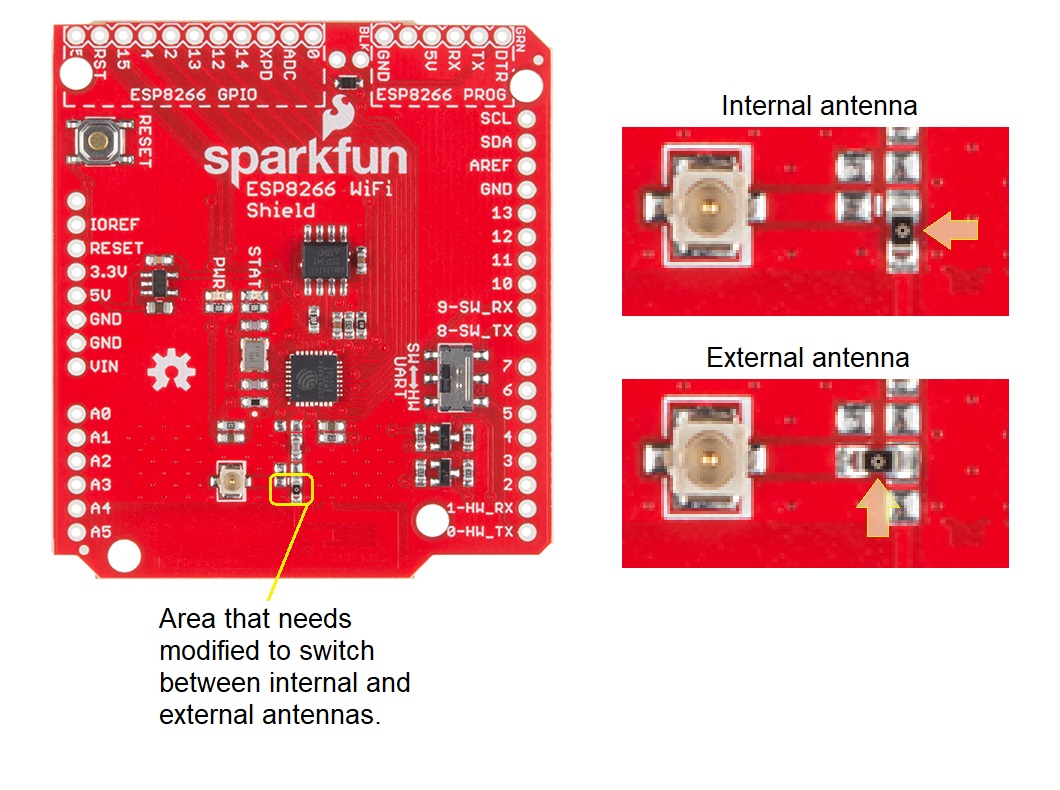 5
RST
15
4
2
13
12
14
XPD
ADC
0
BLK
GND
5V
RX
TX
DTR
GRN
ESP8266 GPIO
ESP8266 PROG
RESET
sparkfun
ESP8266 WiFi
Shield
SCL
SDA
AREF
GND
13
12
11
10
9-SW_RX
8-SW_TX
7
6
5
4
3
2
1-HW_RX
0-HW_TX
IOREF
RESET
3.3V
5V
GND
GND
VIN
A0
A1
A2
A3
A4
A5
PWR
STAT
SW↔HW
UART
Internal antenna
External antenna
Area that needs
modified to switch
between internal and
external antennas.